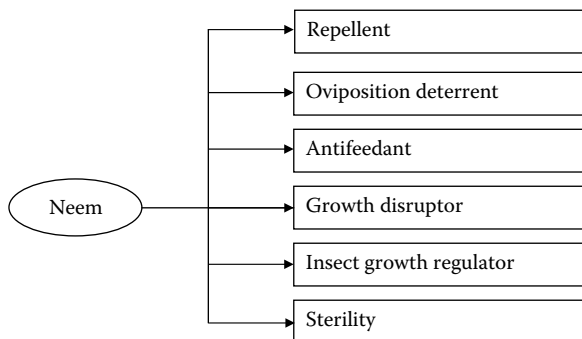 Repellent
Oviposition deterrent
Antifeedant
Neem
Growth disruptor
Insect growth regulator
Sterility